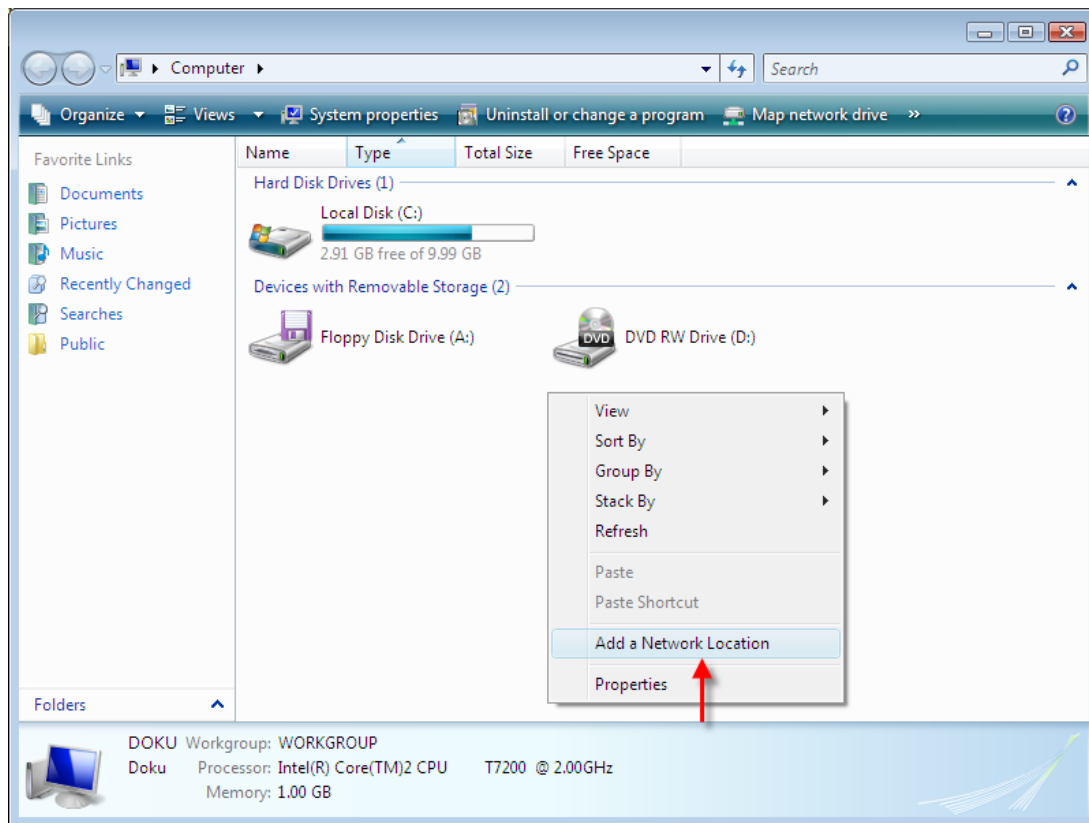 Computer
Search
Organize Views System properties Uninstall or change a program Map network drive »
Favorite Links
Documents
Pictures
Music
Recently Changed
Searches
Public
Folders
Name Type Total Size Free Space
Hard Disk Drives (1)
Local Disk (C:)
2.91 GB free of 9.99 GB
Devices with Removable Storage (2)
Floppy Disk Drive (A:)
DVD
DVD RW Drive (D:)
View
Sort By
Group By
Stack By
Refresh
Paste
Paste Shortcut
Add a Network Location
Properties
DOKU Workgroup: WORKGROUP
Doku Processor: Intel(R) Core(TM)2 CPU T7200 @ 2.00GHz
Memory: 1.00 GB